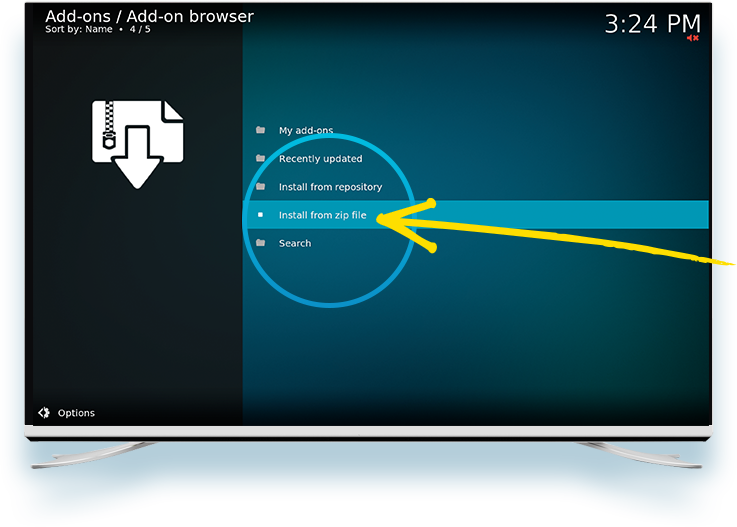 Add-ons / Add-on browser
Sort by: Name • 4 / 5
3:24 PM
My add-ons
Recently updated
Install from repository
Install from zip file
Search
Options